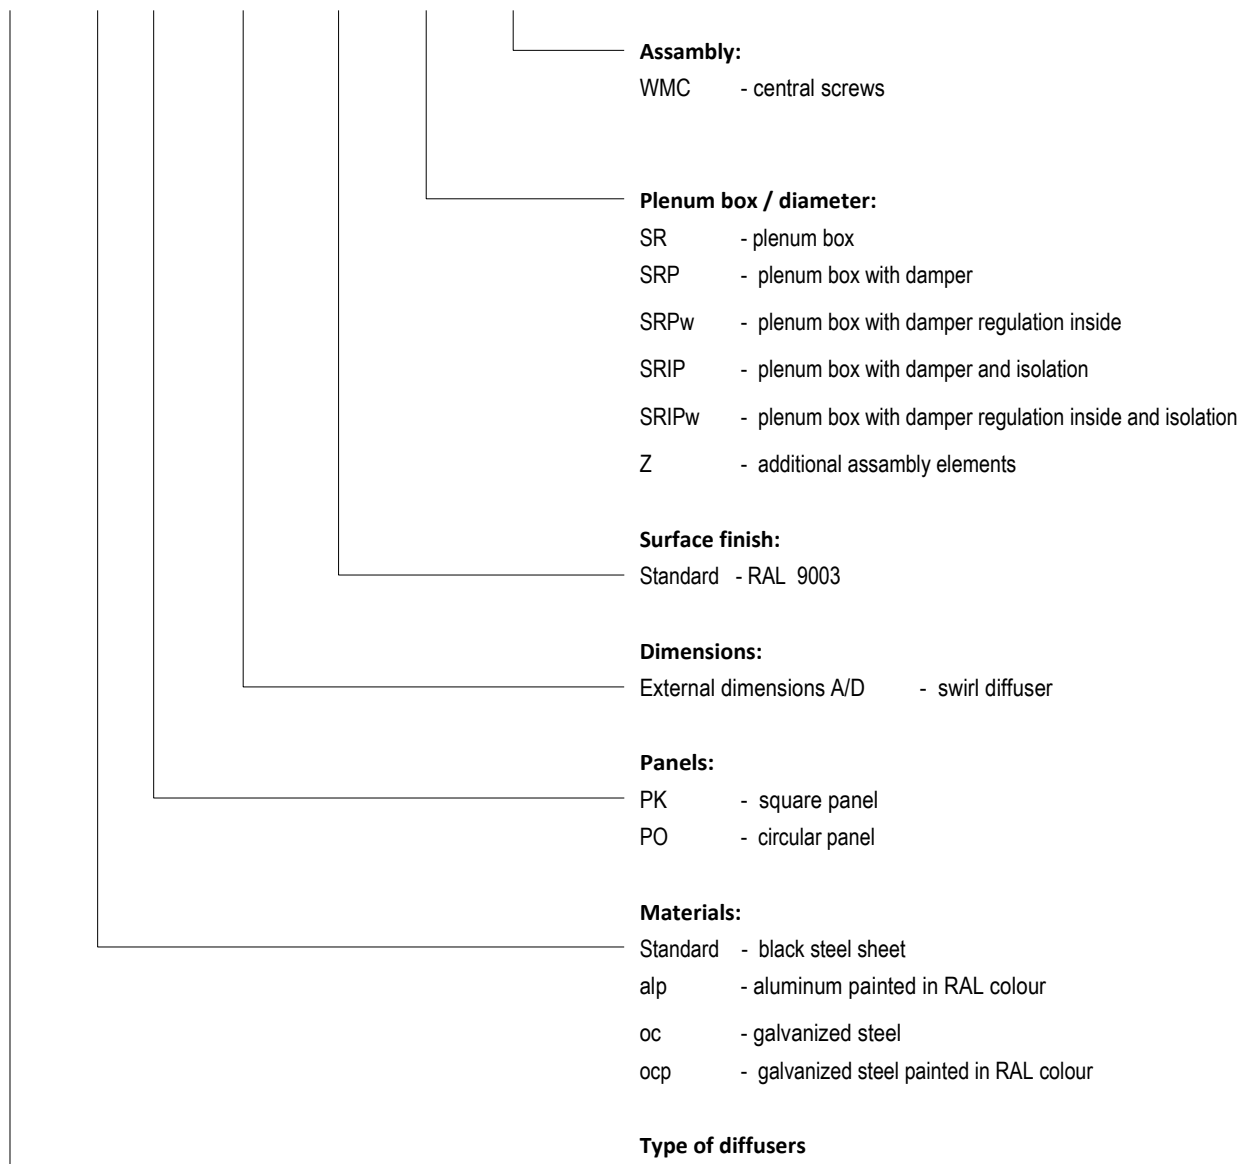 Assambly:
WMC - central screws
Plenum box / diameter:
SR - plenum box
SRP - plenum box with damper
SRPw - plenum box with damper regulation inside
SRIP - plenum box with damper and isolation
SRIPw - plenum box with damper regulation inside and isolation
Z - additional assambly elements
Surface finish:
Standard - RAL 9003
Dimensions:
External dimensions A/D - swirl diffuser
Panels:
PK - square panel
PO - circular panel
Materials:
Standard - black steel sheet
alp - aluminum painted in RAL colour
oc - galvanized steel
ocp - galvanized steel painted in RAL colour
Type of diffusers